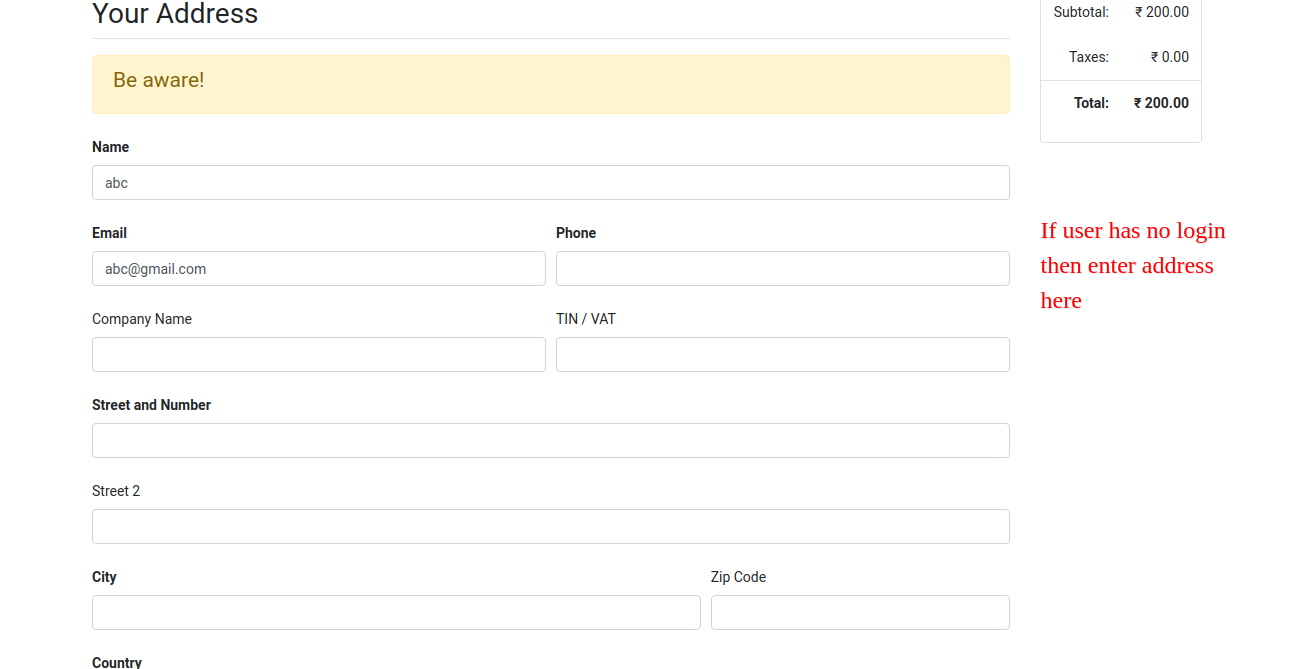 Your Address
Subtotal: ₹ 200.00
Taxes: ₹ 0.00
Total: ₹ 200.00
Be aware!
Name
abc
Email Phone
abc@gmail.com
If user has no login
then enter address
here
Company Name TIN / VAT
Street and Number
Street 2
City Zip Code
Country